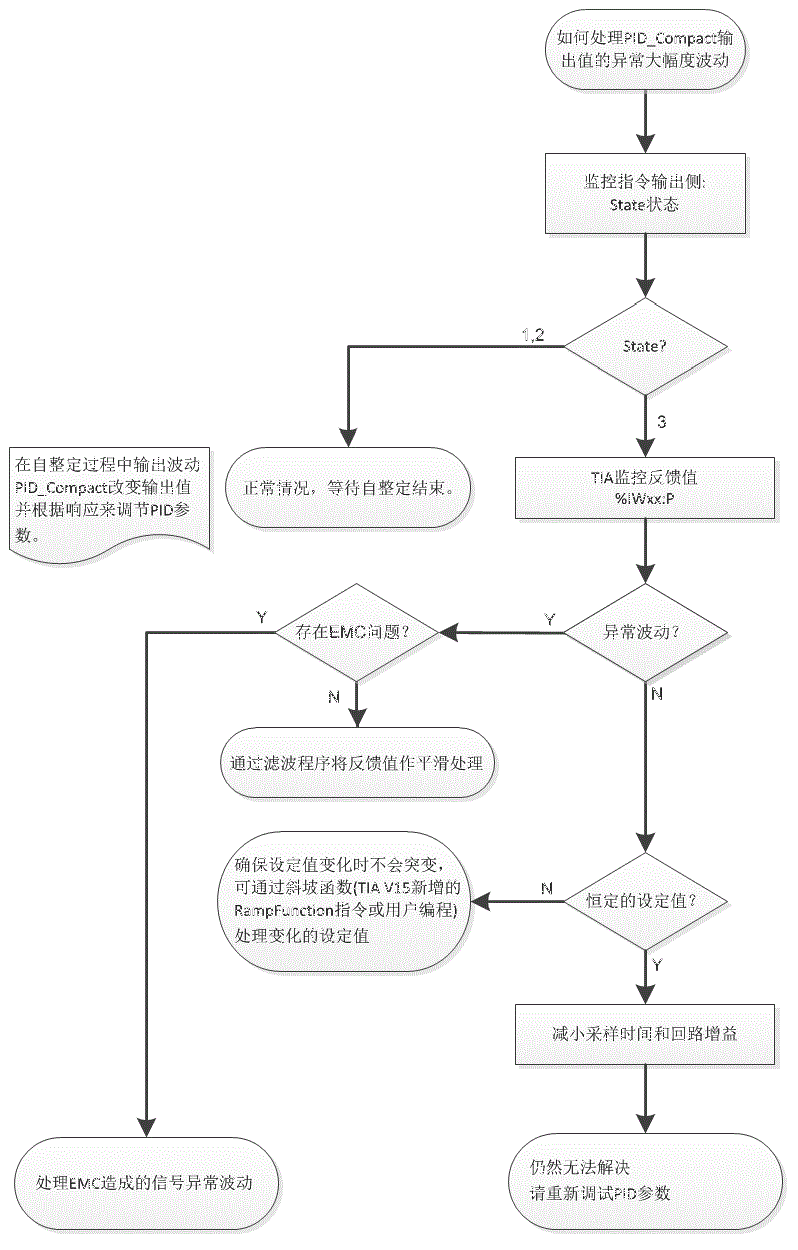 如何处理PID_Compact输
出值的异常大幅度波动
监控指令输出侧:
State状态
1,2
State?
3
在自整定过程中输出波动
PID_Compact改变输出值
并根据响应来调节PID参
数。
正常情况，等待自整定结束。
TIA监控反馈值
%IWxx:P
Y
存在EMC问题？
Y
异常波动？
N
N
通过滤波程序将反馈值作平滑处理
确保设定值变化时不会突变，
可通过斜坡函数(TIA V15新增的
RampFunction指令或用户编程)
处理变化的设定值
N
恒定的设定值？
Y
减小采样时间和回路增益
处理EMC造成的信号异常波动
仍然无法解决
请重新调试PID参数